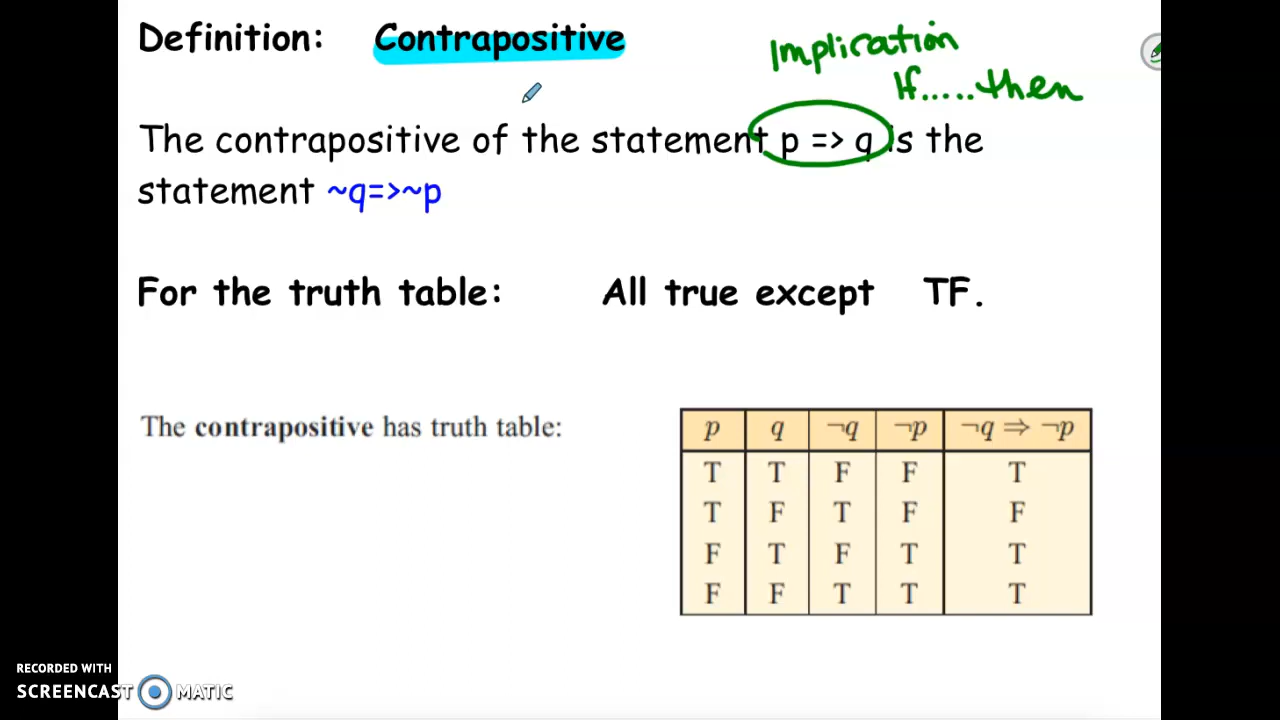 Definition: Contrapositive
Implication
If.....then
The contrapositive of the statement p => q is the
statement ~q=>~p
For the truth table: All true except TF.
The contrapositive has truth table:
p q ¬q ¬p ¬q ⇒ ¬p
T T F F T
T F T F F
F T F T T
F F T T T
RECORDED WITH
SCREENCAST MATIC